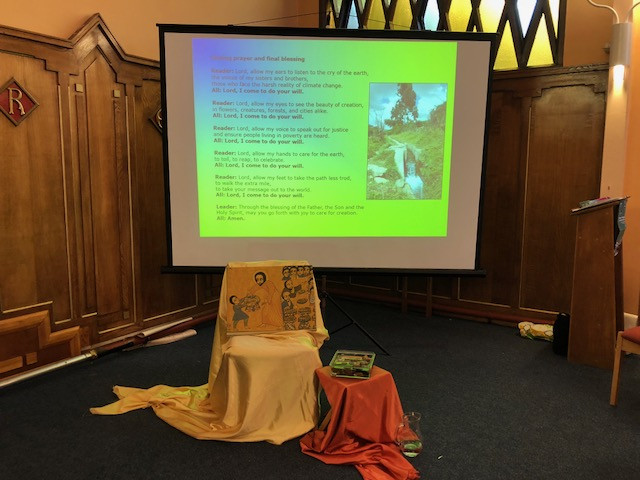 R
prayer and final blessing
Reader: Lord, allow my ears to listen to the cry of the earth,
the voices of my sisters and brothers,
those who face the harsh reality of climate change.
All: Lord, I come to do your will.
Reader: Lord, allow my eyes to see the beauty of creation,
in flowers, creatures, forests, and cities alike.
All: Lord, I come to do your will.
Reader: Lord, allow my voice to speak out for justice
and ensure people living in poverty are heard.
All: Lord, I come to do your will.
Reader: Lord, allow my hands to care for the earth,
to toil, to reap, to celebrate.
All: Lord, I come to do your will.
Reader: Lord, allow my feet to take the path less trod,
to walk the extra mile,
to take your message out to the world.
All: Lord, I come to do your will.
Leader: Through the blessing of the Father, the Son and the
Holy Spirit, may you go forth with joy to care for creation.
All: Amen.